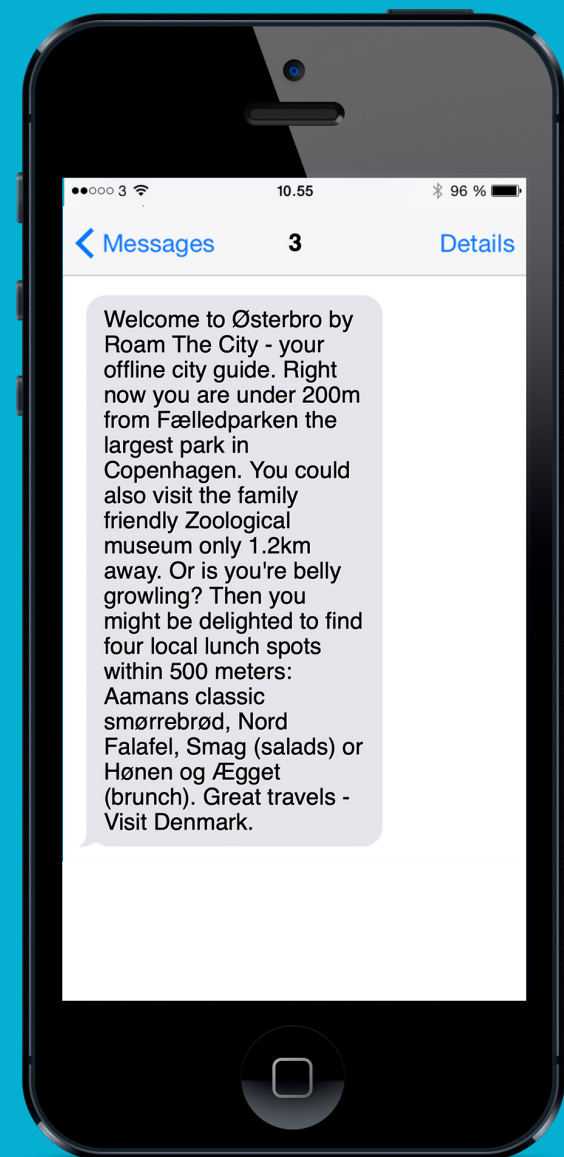 3 10.55 96 %
Messages 3 Details
Welcome to Østerbro by
Roam The City - your
offline city guide. Right
now you are under 200m
from Fælledparken the
largest park in
Copenhagen. You could
also visit the family
friendly Zoological
museum only 1.2km
away. Or is you're belly
growling? Then you
might be delighted to find
four local lunch spots
within 500 meters:
Aamans classic
smørrebrød, Nord
Falafel, Smag (salads) or
Hønen og Ægget
(brunch). Great travels -
Visit Denmark.